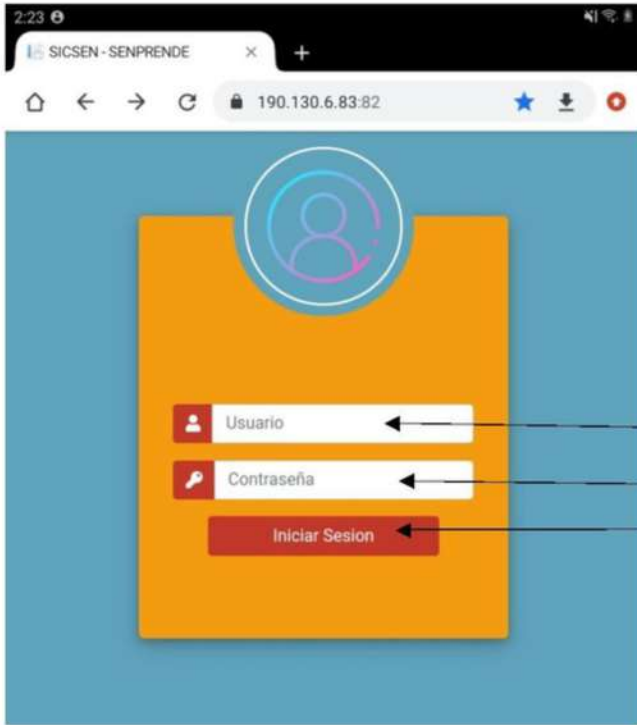 2:23
SICSEN - SENPRENDE
190.130.6.83:82
Usuario
Contraseña
Iniciar Sesion